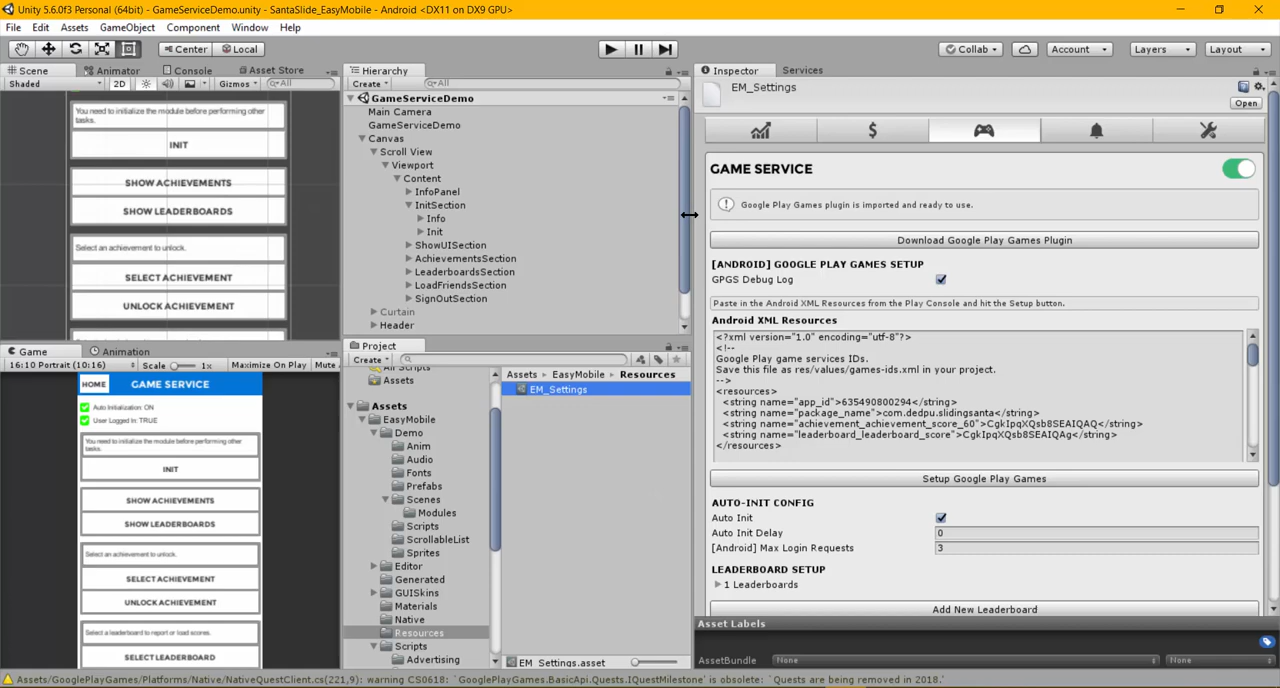 Unity 5.6.0f3 Personal (64bit) - GameServiceDemo.unity - SantaSlide_EasyMobile - Android <DX11 on DX9 GPU>
File Edit Assets GameObject Component Window Help
Center Local Collab Account Layers Layout
Scene Animator Console Asset Store
Shaded 2D Gizmos All
You need to initialize the module before performing other
tasks.
INIT
SHOW ACHIEVEMENTS
SHOW LEADERBOARDS
Select an achievement to unlock.
SELECT ACHIEVEMENT
UNLOCK ACHIEVEMENT
Game Animation
16:10 Portrait (10:16) Scale 1x Maximize On Play Mute
HOME GAME SERVICE
Auto Initialization: ON
User Logged In: TRUE
You need to initialize the module before performing other
tasks.
INIT
SHOW ACHIEVEMENTS
SHOW LEADERBOARDS
Select an achievement to unlock.
SELECT ACHIEVEMENT
UNLOCK ACHIEVEMENT
Select a leaderboard to report or load scores.
SELECT LEADERBOARD
Hierarchy
Create All
GameServiceDemo
Main Camera
GameServiceDemo
Canvas
Scroll View
Viewport
Content
InfoPanel
InitSection
Info
Init
ShowUISection
AchievementsSection
LeaderboardsSection
LoadFriendsSection
SignOutSection
Curtain
Header
Project
Create
All Scripts
Assets
Assets
EasyMobile
Demo
Anim
Audio
Fonts
Prefabs
Scenes
Modules
Scripts
ScrollableList
Sprites
Editor
Generated
GUISkins
Materials
Native
Resources
Scripts
Advertising
Assets EasyMobile Resources
EM_Settings
EM_Settings.asset
Inspector Services
EM_Settings
Open
$
GAME SERVICE
Google Play Games plugin is imported and ready to use.
Download Google Play Games Plugin
[ANDROID] GOOGLE PLAY GAMES SETUP
GPGS Debug Log
Paste in the Android XML Resources from the Play Console and hit the Setup button.
Android XML Resources
<?xml version="1.0" encoding="utf-8"?>
<!--
Google Play game services IDs.
Save this file as res/values/games-ids.xml in your project.
-->
<resources>
<string name="app_id">635490800294</string>
<string name="package_name">com.dedpu.slidingsanta</string>
<string name="achievement_achievement_score_60">CgkIpqXQsb8SEAIQAQ</string>
<string name="leaderboard_leaderboard_score">CgkIpqXQsb8SEAIQAg</string>
</resources>
Setup Google Play Games
AUTO-INIT CONFIG
Auto Init
Auto Init Delay 0
[Android] Max Login Requests 3
LEADERBOARD SETUP
1 Leaderboards
Add New Leaderboard
Asset Labels
AssetBundle None None
Assets/GooglePlayGames/Platforms/Native/NativeQuestClient.cs(221,9): warning CS0618: `GooglePlayGames.BasicApi.Quests.IQuestMilestone' is obsolete: `Quests are being removed in 2018.'